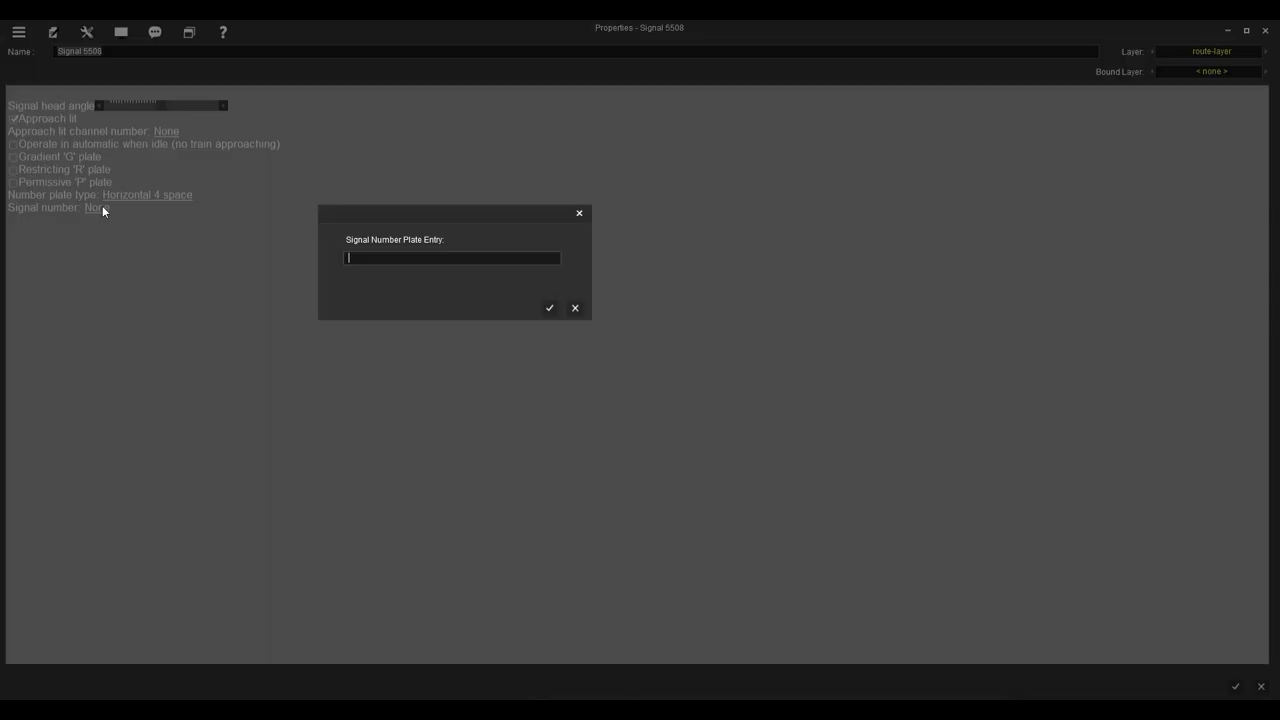 Properties - Signal 5508
Name : Signal 5508
Layer: route-layer
Bound Layer: < none >
Signal head angle
Approach lit
Approach lit channel number: None
Operate in automatic when idle (no train approaching)
Gradient 'G' plate
Restricting 'R' plate
Permissive 'P' plate
Number plate type: Horizontal 4 space
Signal number: None
Signal Number Plate Entry: